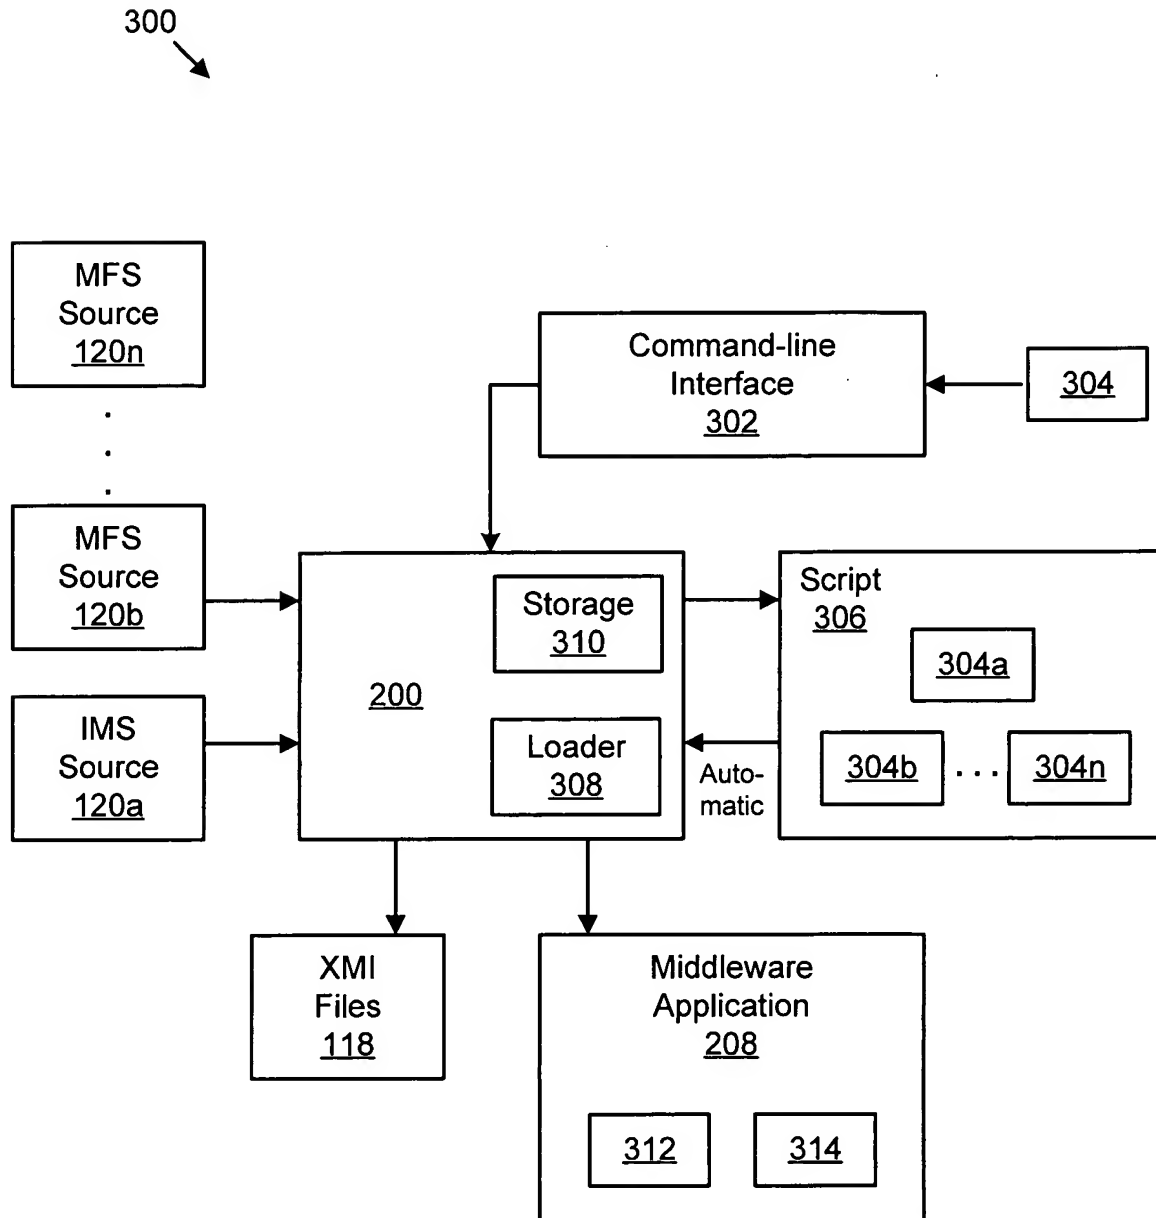 300
MFS
Source
120n
.
.
.
MFS
Source
120b
IMS
Source
120a
Command-line
Interface
302
304
200
Storage
310
Loader
308
Script
306
304a
304b
...
304n
Auto-
matic
XMI
Files
118
Middleware
Application
208
312
314